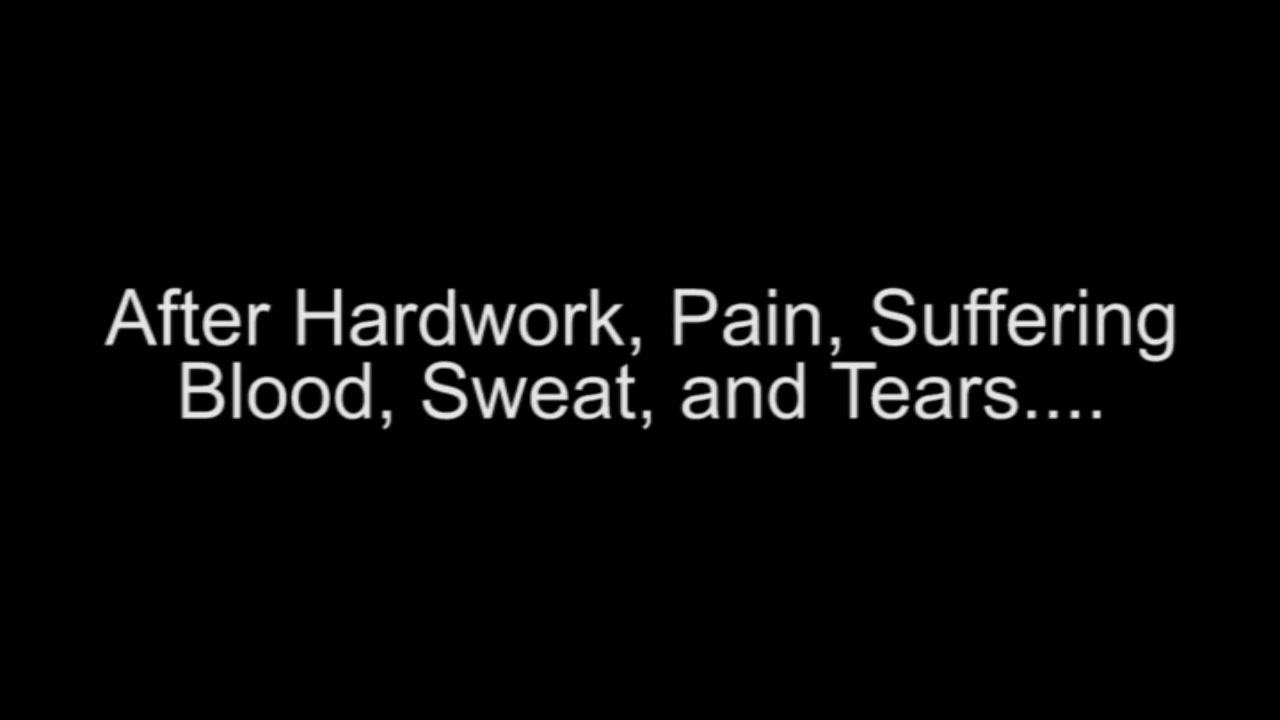 After Hardwork, Pain, Suffering
Blood, Sweat, and Tears....